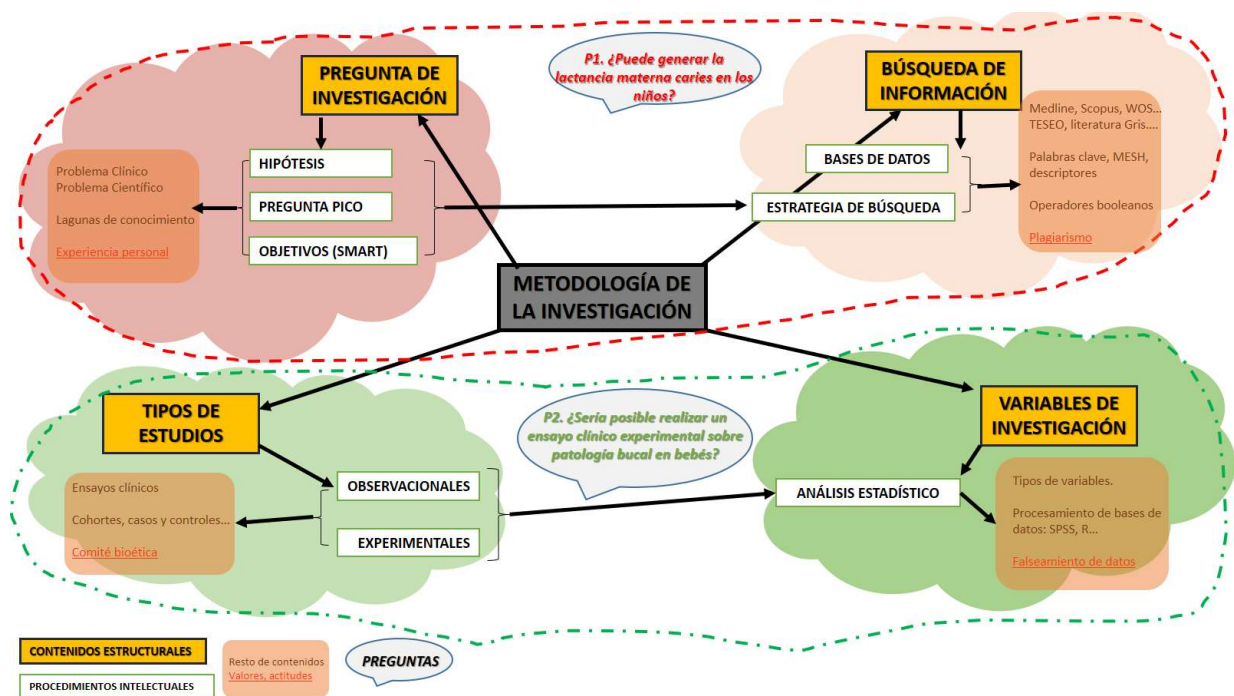 PREGUNTA DE
INVESTIGACIÓN
HIPÓTESIS
PREGUNTA PICO
OBJETIVOS (SMART)
Problema Clínico
Problema Científico
Lagunas de conocimiento
Experiencia personal
P1. ¿Puede generar la
lactancia materna caries en los
niños?
BÚSQUEDA DE
INFORMACIÓN
BASES DE DATOS
ESTRATEGIA DE BÚSQUEDA
Medline, Scopus, WOS...
TESEO, literatura Gris....
Palabras clave, MESH,
descriptores
Operadores booleanos
Plagiarismo
METODOLOGÍA DE
LA INVESTIGACIÓN
TIPOS DE
ESTUDIOS
OBSERVACIONALES
EXPERIMENTALES
Ensayos clínicos
Cohortes, casos y controles...
Comité bioética
P2. ¿Sería posible realizar un
ensayo clínico experimental sobre
patología bucal en bebés?
VARIABLES DE
INVESTIGACIÓN
ANÁLISIS ESTADÍSTICO
Tipos de variables.
Procesamiento de bases de
datos: SPSS, R...
Falseamiento de datos
CONTENIDOS ESTRUCTURALES
PROCEDIMIENTOS INTELECTUALES
Resto de contenidos
Valores, actitudes
PREGUNTAS